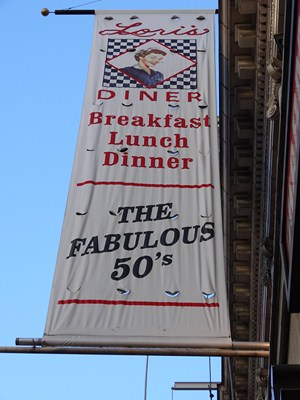 Lori's
DINER
Breakfast
Lunch
Dinner
THE
FABULOUS
50's